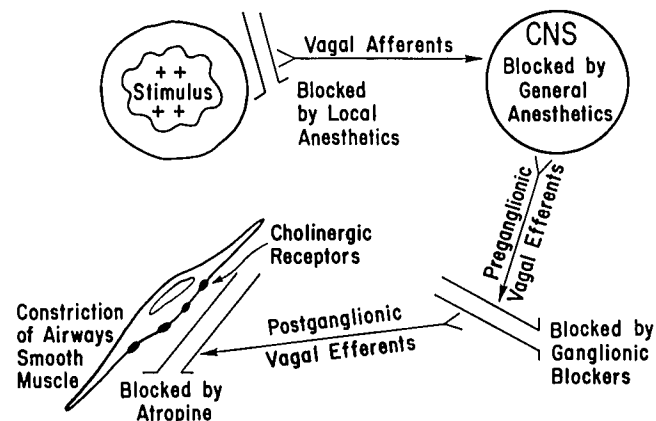 Stimulus
+ +
+ +
Vagal Afferents
Blocked
by Local
Anesthetics
CNS
Blocked by
General
Anesthetics
Preganglionic
Vagal Efferents
Blocked by
Ganglionic
Blockers
Postganglionic
Vagal Efferents
Cholinergic
Receptors
Constriction
of Airways
Smooth
Muscle
Blocked by
Atropine